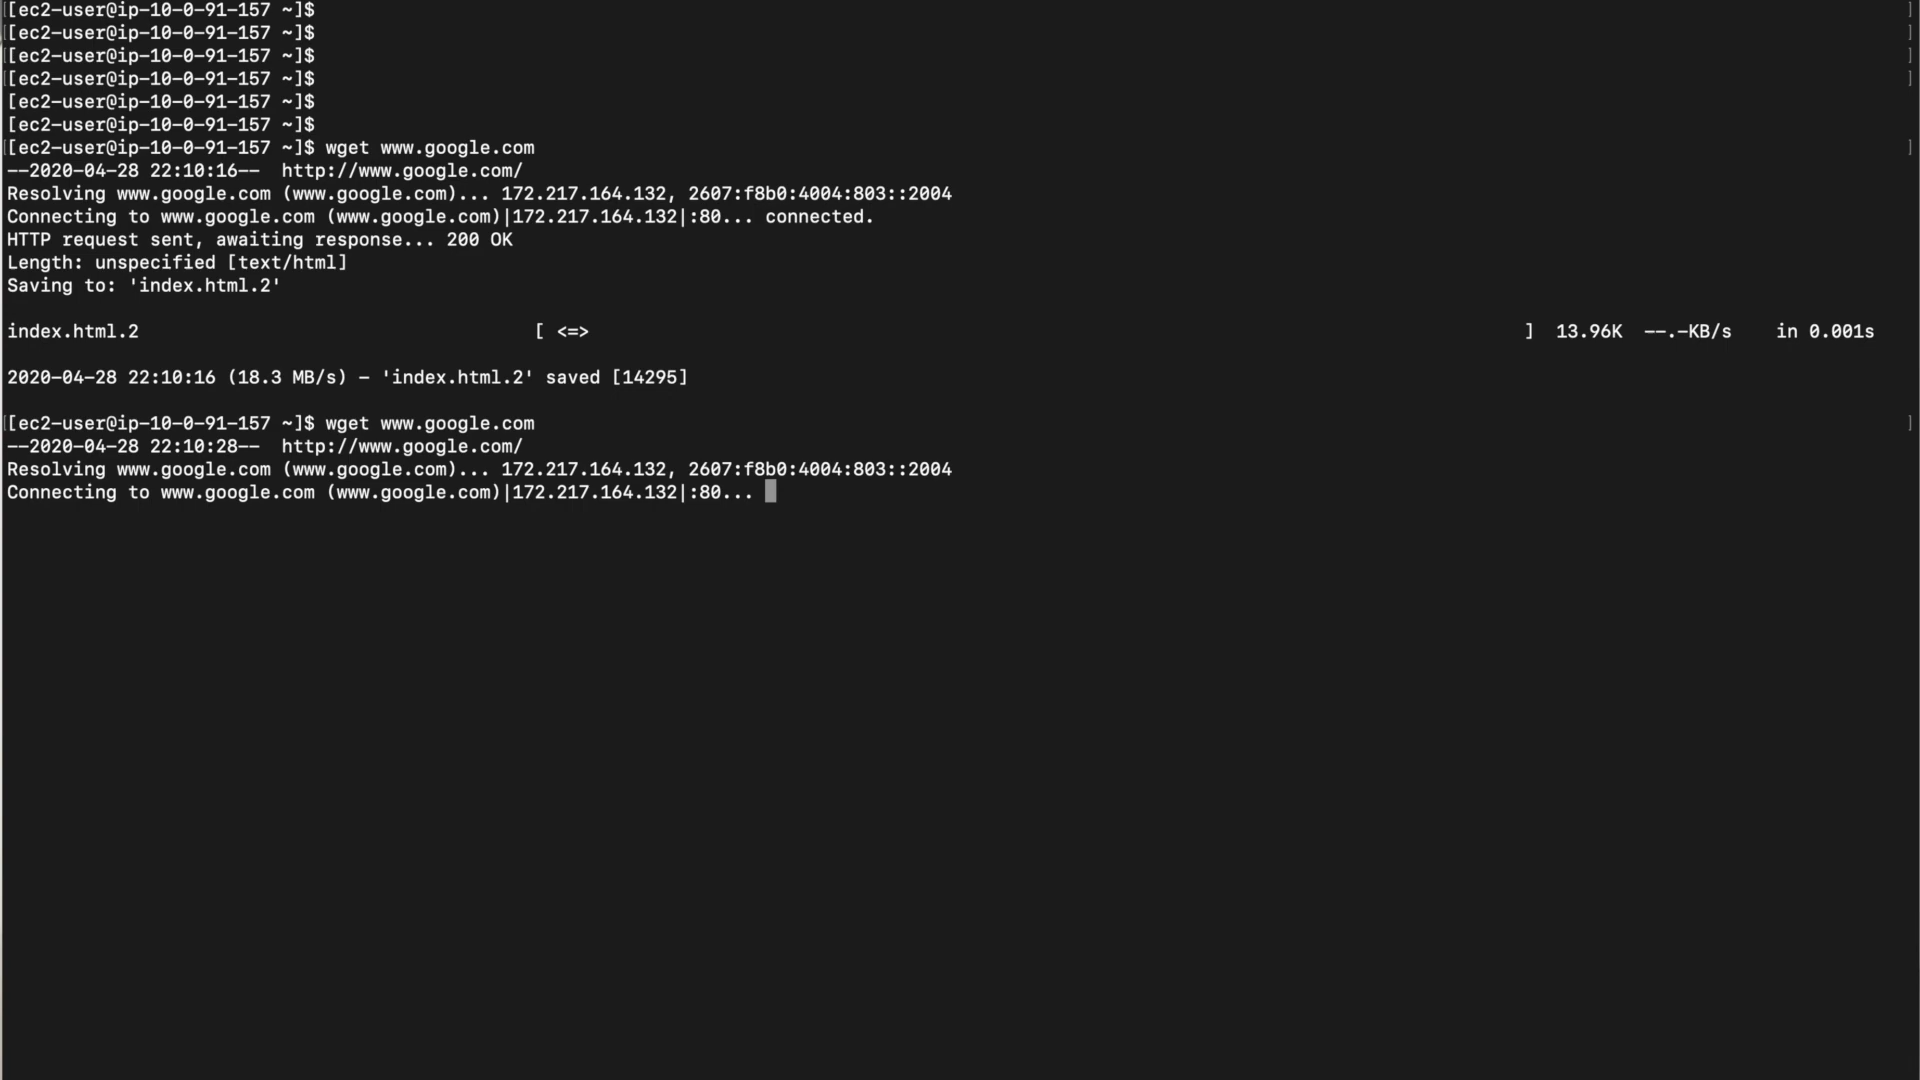 [ec2-user@ip-10-0-91-157 ~]$ ]
[ec2-user@ip-10-0-91-157 ~]$ ]
[ec2-user@ip-10-0-91-157 ~]$ ]
[ec2-user@ip-10-0-91-157 ~]$ ]
[ec2-user@ip-10-0-91-157 ~]$
[ec2-user@ip-10-0-91-157 ~]$
[ec2-user@ip-10-0-91-157 ~]$ wget www.google.com ]
--2020-04-28 22:10:16--  http://www.google.com/
Resolving www.google.com (www.google.com)... 172.217.164.132, 2607:f8b0:4004:803::2004
Connecting to www.google.com (www.google.com)|172.217.164.132|:80... connected.
HTTP request sent, awaiting response... 200 OK
Length: unspecified [text/html]
Saving to: 'index.html.2'
index.html.2 [ <=> ] 13.96K --.-KB/s in 0.001s
2020-04-28 22:10:16 (18.3 MB/s) - 'index.html.2' saved [14295]
[ec2-user@ip-10-0-91-157 ~]$ wget www.google.com ]
--2020-04-28 22:10:28--  http://www.google.com/
Resolving www.google.com (www.google.com)... 172.217.164.132, 2607:f8b0:4004:803::2004
Connecting to www.google.com (www.google.com)|172.217.164.132|:80...